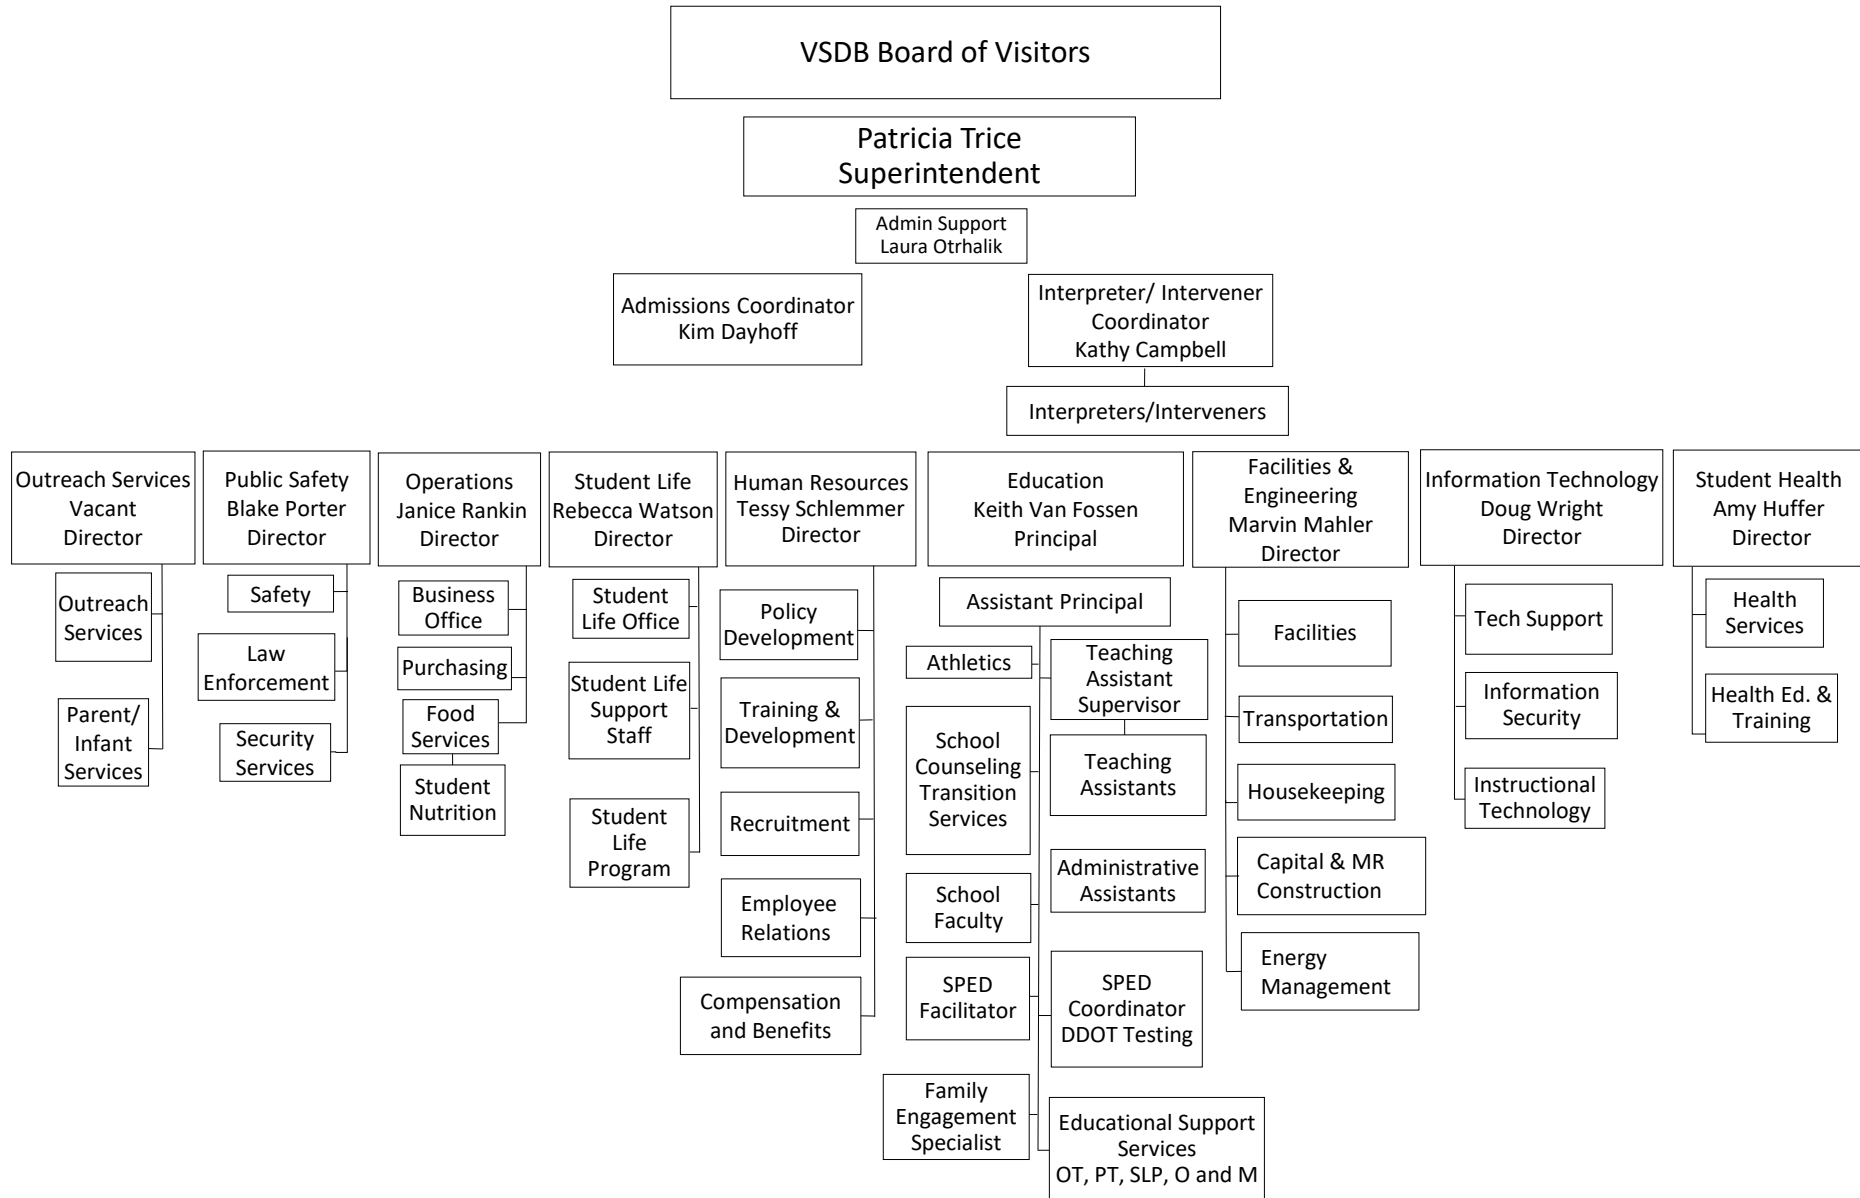 VSDB Board of Visitors
Patricia Trice
Superintendent
Admin Support
Laura Otrhalik
Admissions Coordinator
Kim Dayhoff
Interpreter/ Intervener
Coordinator
Kathy Campbell
Interpreters/Interveners
Outreach Services
Vacant
Director
Public Safety
Blake Porter
Director
Operations
Janice Rankin
Director
Student Life
Rebecca Watson
Director
Human Resources
Tessy Schlemmer
Director
Education
Keith Van Fossen
Principal
Facilities &
Engineering
Marvin Mahler
Director
Information Technology
Doug Wright
Director
Student Health
Amy Huffer
Director
Outreach
Services
Parent/
Infant
Services
Safety
Law
Enforcement
Security
Services
Business
Office
Purchasing
Food
Services
Student
Nutrition
Student
Life Office
Student Life
Support
Staff
Student
Life
Program
Policy
Development
Training &
Development
Recruitment
Employee
Relations
Compensation
and Benefits
Assistant Principal
Athletics
Teaching
Assistant
Supervisor
School
Counseling
Transition
Services
Teaching
Assistants
School
Faculty
Administrative
Assistants
SPED
Facilitator
SPED
Coordinator
DDOT Testing
Family
Engagement
Specialist
Educational Support
Services
OT, PT, SLP, O and M
Facilities
Transportation
Housekeeping
Capital & MR
Construction
Energy
Management
Tech Support
Information
Security
Instructional
Technology
Health
Services
Health Ed. &
Training